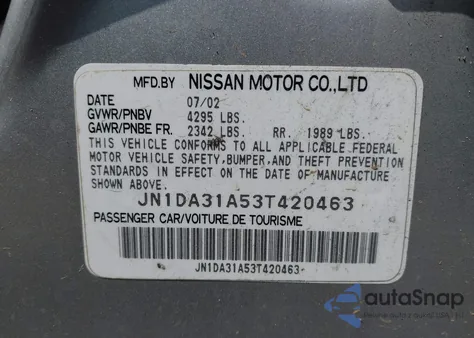 MFD.BY NISSAN MOTOR CO.,LTD
DATE 07/02
GVWR/PNBV 4295 LBS.
GAWR/PNBE FR. 2342 LBS. RR. 1989 LBS.
THIS VEHICLE CONFORMS TO ALL APPLICABLE FEDERAL
MOTOR VEHICLE SAFETY, BUMPER, AND THEFT PREVENTION
STANDARDS IN EFFECT ON THE DATE OF MANUFACTURE
SHOWN ABOVE.
JN1DA31A53T420463
PASSENGER CAR/VOITURE DE TOURISME
JN1DA31A53T420463
autoSnap